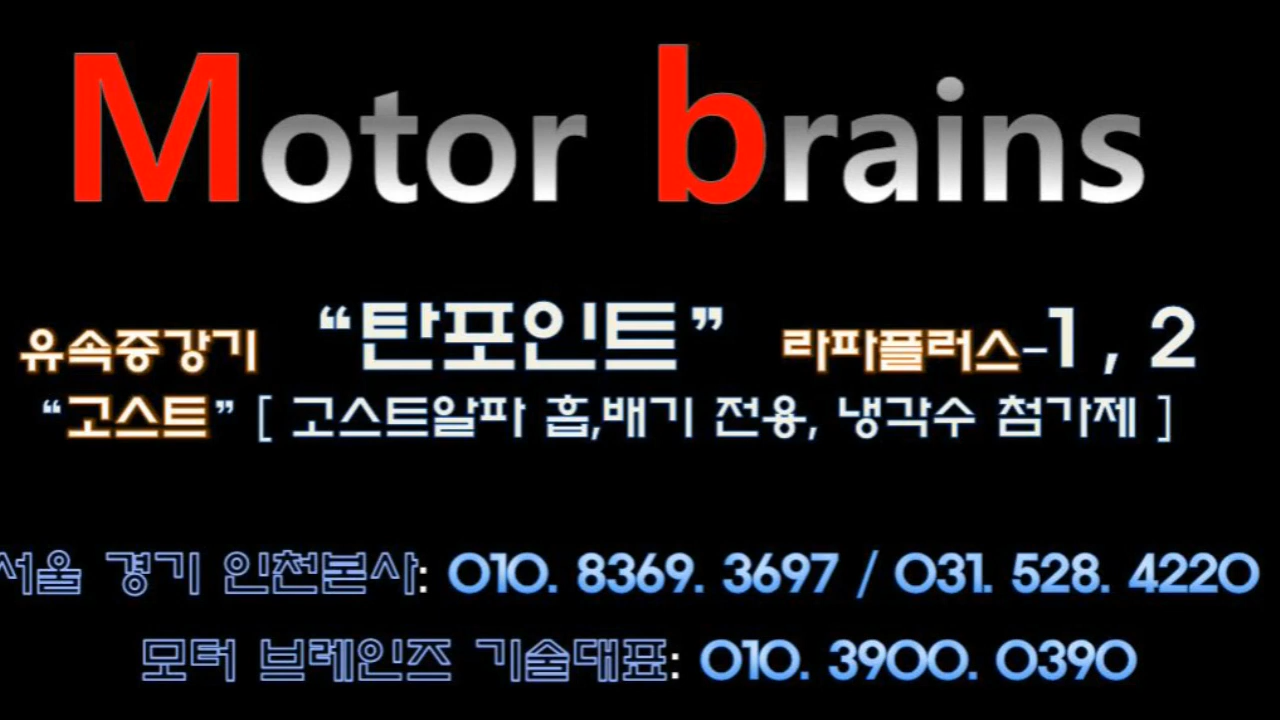 Motor brains
유속증강기 “탄포인트” 라파플러스-1 , 2
“고스트” [ 고스트알파 흡,배기 전용, 냉각수 첨가제 ]
서울 경기 인천본사: 010. 8369. 3697 / 031. 528. 4220
모터 브레인즈 기술대표: 010. 3900. 0390